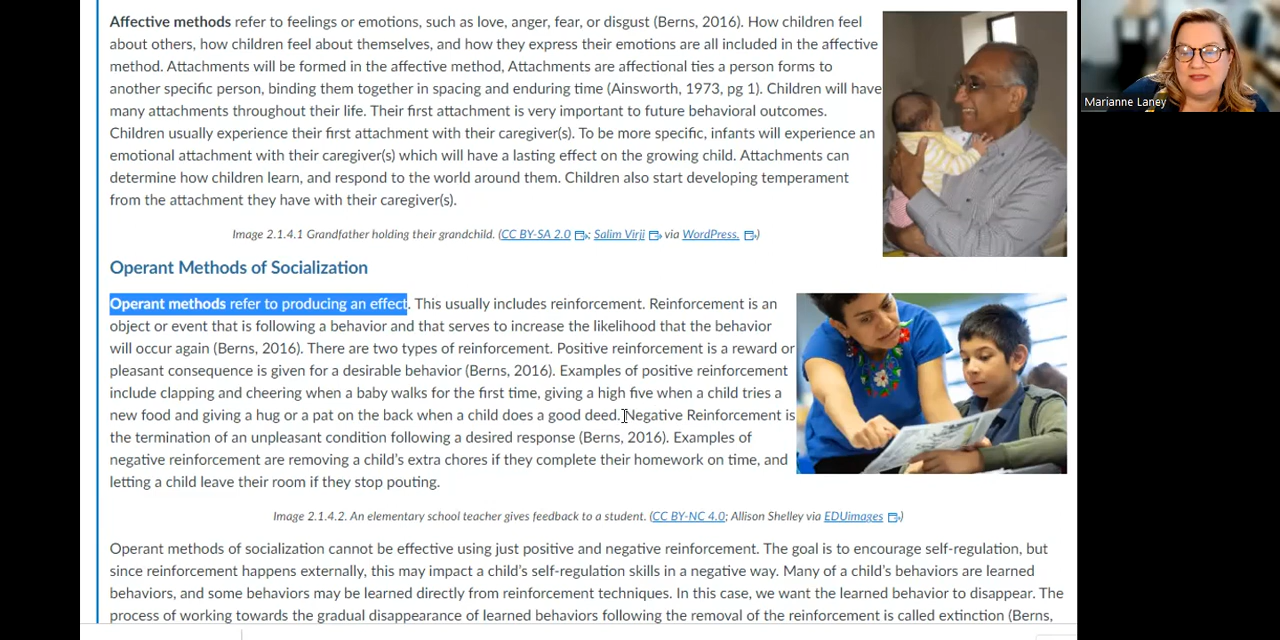 Affective methods refer to feelings or emotions, such as love, anger, fear, or disgust (Berns, 2016). How children feel
about others, how children feel about themselves, and how they express their emotions are all included in the affective
method. Attachments will be formed in the affective method, Attachments are affectional ties a person forms to
another specific person, binding them together in spacing and enduring time (Ainsworth, 1973, pg 1). Children will have
many attachments throughout their life. Their first attachment is very important to future behavioral outcomes.
Children usually experience their first attachment with their caregiver(s). To be more specific, infants will experience an
emotional attachment with their caregiver(s) which will have a lasting effect on the growing child. Attachments can
determine how children learn, and respond to the world around them. Children also start developing temperament
from the attachment they have with their caregiver(s).
Image 2.1.4.1 Grandfather holding their grandchild. (CC BY-SA 2.0; Salim Virji via WordPress.)
Operant Methods of Socialization
Operant methods refer to producing an effect. This usually includes reinforcement. Reinforcement is an
object or event that is following a behavior and that serves to increase the likelihood that the behavior
will occur again (Berns, 2016). There are two types of reinforcement. Positive reinforcement is a reward or
pleasant consequence is given for a desirable behavior (Berns, 2016). Examples of positive reinforcement
include clapping and cheering when a baby walks for the first time, giving a high five when a child tries a
new food and giving a hug or a pat on the back when a child does a good deed. Negative Reinforcement is
the termination of an unpleasant condition following a desired response (Berns, 2016). Examples of
negative reinforcement are removing a child's extra chores if they complete their homework on time, and
letting a child leave their room if they stop pouting.
Image 2.1.4.2. An elementary school teacher gives feedback to a student. (CC BY-NC 4.0; Allison Shelley via EDUimages)
Operant methods of socialization cannot be effective using just positive and negative reinforcement. The goal is to encourage self-regulation, but
since reinforcement happens externally, this may impact a child's self-regulation skills in a negative way. Many of a child's behaviors are learned
behaviors, and some behaviors may be learned directly from reinforcement techniques. In this case, we want the learned behavior to disappear. The
process of working towards the gradual disappearance of learned behaviors following the removal of the reinforcement is called extinction (Berns,
Marianne Laney